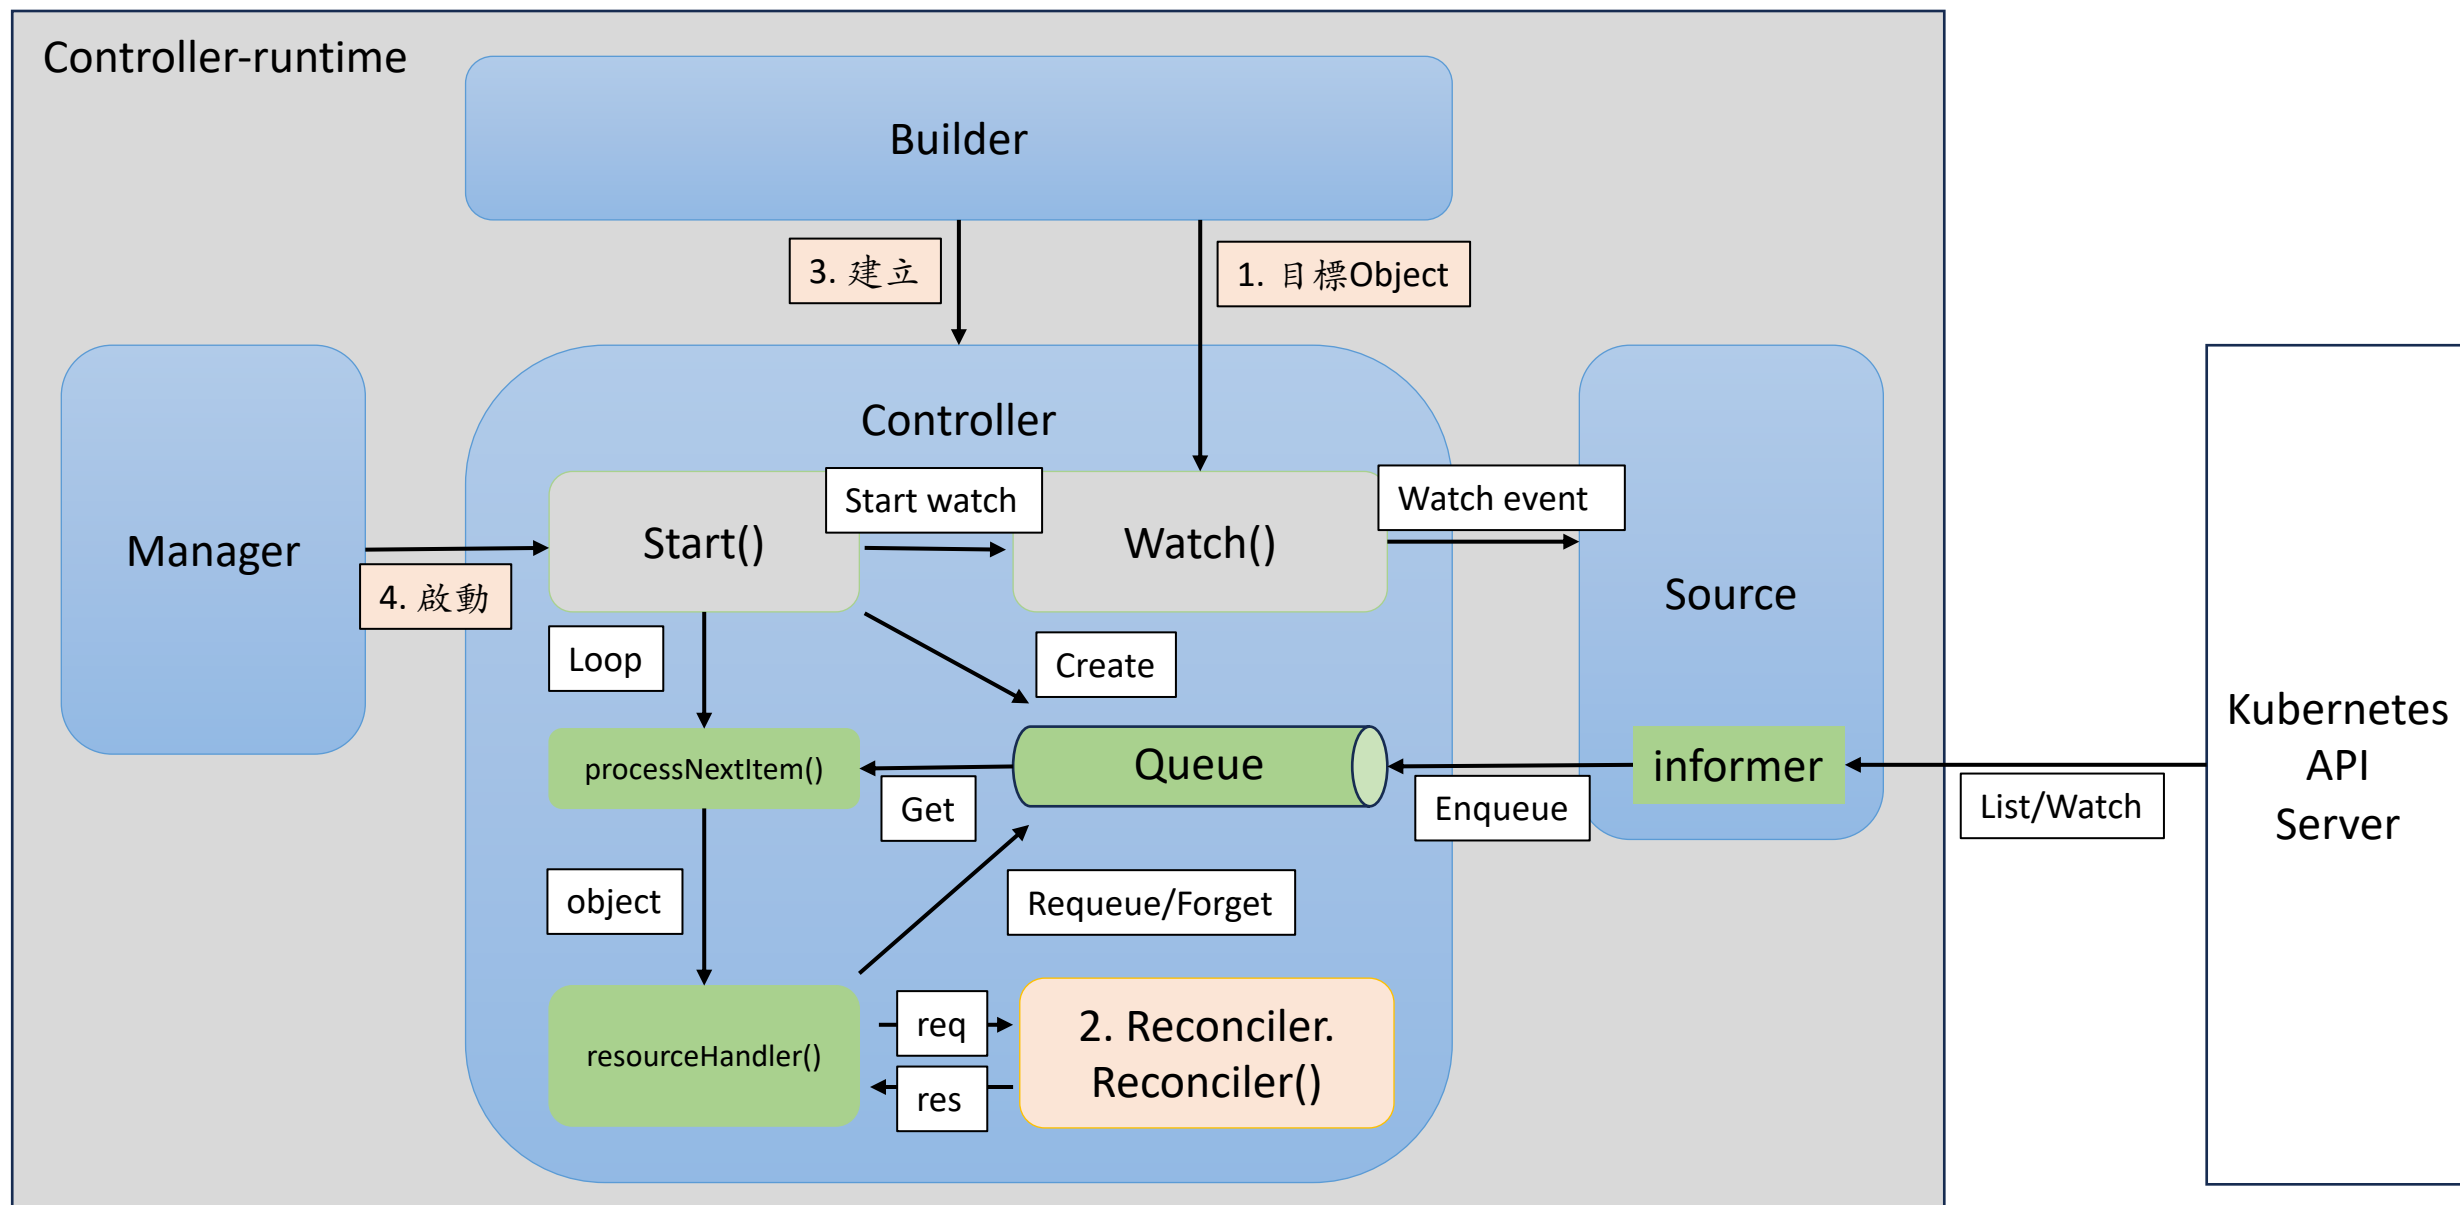 Controller-runtime
Builder
3. 建立
1. 目標Object
Controller
Start watch
Watch event
Manager
Start()
Watch()
4. 啟動
Source
Loop
Create
Kubernetes
API
Server
processNextItem()
Queue
informer
Get
Enqueue
List/Watch
object
Requeue/Forget
req
2. Reconciler.
Reconciler()
resourceHandler()
res